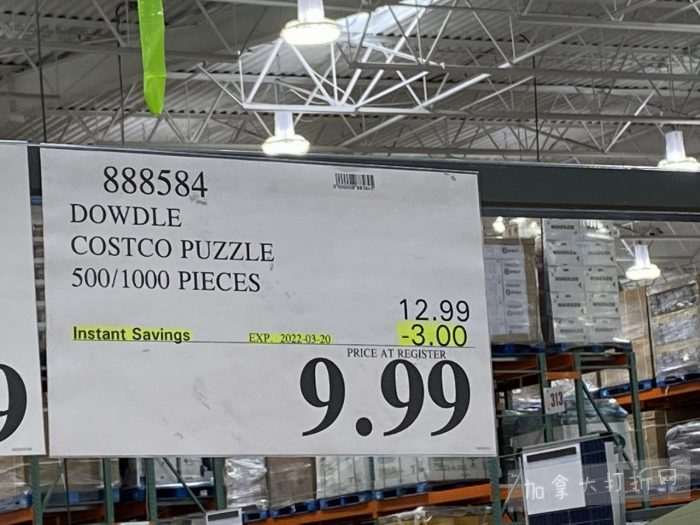 888584
DOWDLE
COSTCO PUZZLE
500/1000 PIECES
12.99
Instant Savings EXP. 2022-03-20 -3.00
PRICE AT REGISTER
9.99
9
313
加拿大打折网